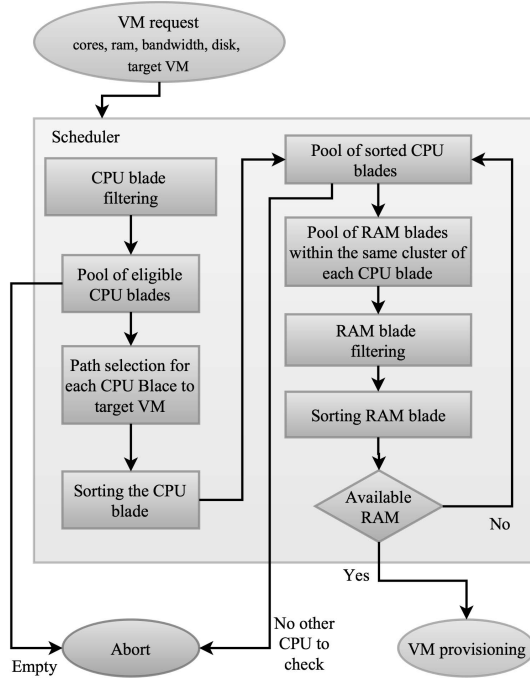 VM request
cores, ram, bandwidth, disk,
target VM
Scheduler
CPU blade
filtering
Pool of eligible
CPU blades
Path selection for
each CPU Blace to
target VM
Sorting the CPU
blade
Pool of sorted CPU
blades
Pool of RAM blades
within the same cluster of
each CPU blade
RAM blade
filtering
Sorting RAM blade
Available
RAM
No
Yes
No other
CPU to
check
Empty
Abort
VM provisioning